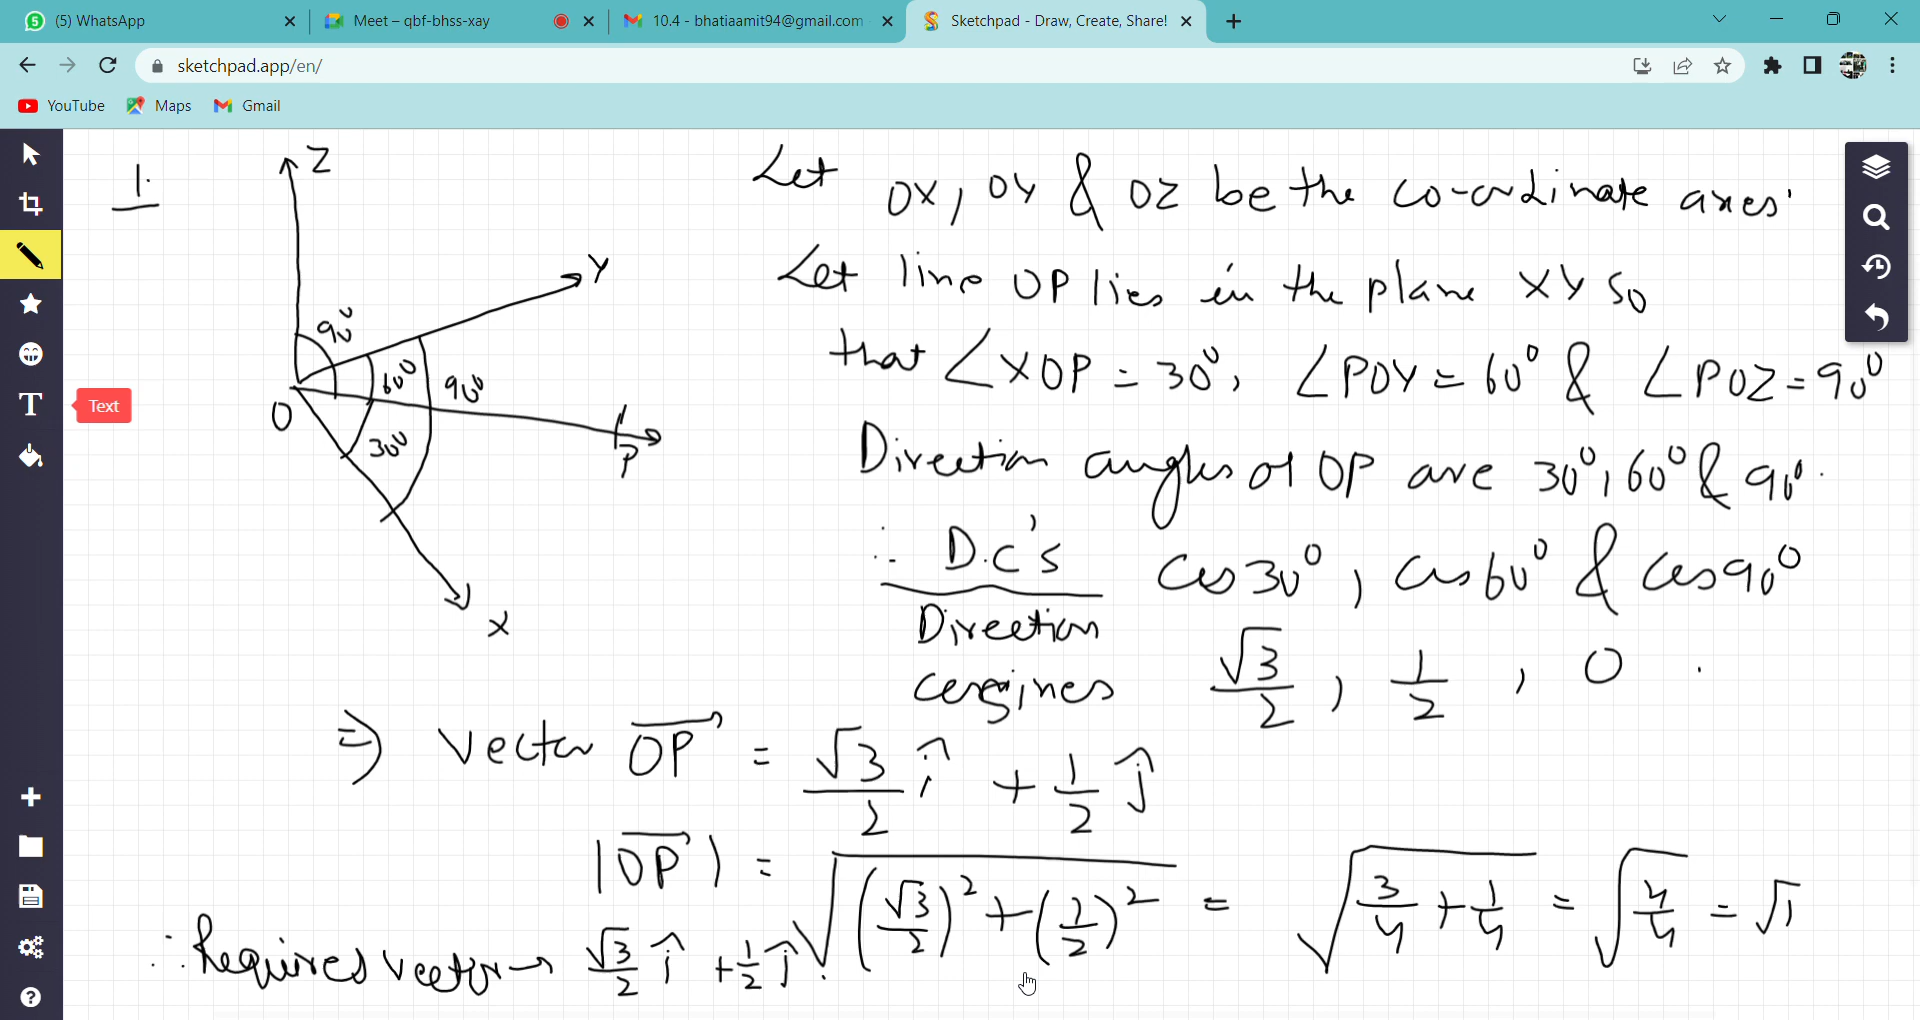 (5) WhatsApp
Meet – qbf-bhss-xay
10.4 - bhatiaamit94@gmail.com
Sketchpad - Draw, Create, Share!
sketchpad.app/en/
YouTube
Maps
Gmail
Text
1.
Z
Y
90°
60°
90°
O
30°
P
X
Let OX, OY & OZ be the co-ordinate axes.
Let line OP lies in the plane XY so
that ∠XOP = 30°, ∠POY = 60° & ∠POZ = 90°
Direction angles of OP are 30°, 60° & 90°.
∴ D.C's cos30°, cos60° & cos90°
Direction
cosines √3/2, 1/2, 0.
⇒ Vector OP⃗ = √3/2 î + 1/2 ĵ
|OP⃗| = √((√3/2)² + (1/2)²) = √(3/4 + 1/4) = √(4/4) = √1
∴ Required vector √3/2 î + 1/2 ĵ.